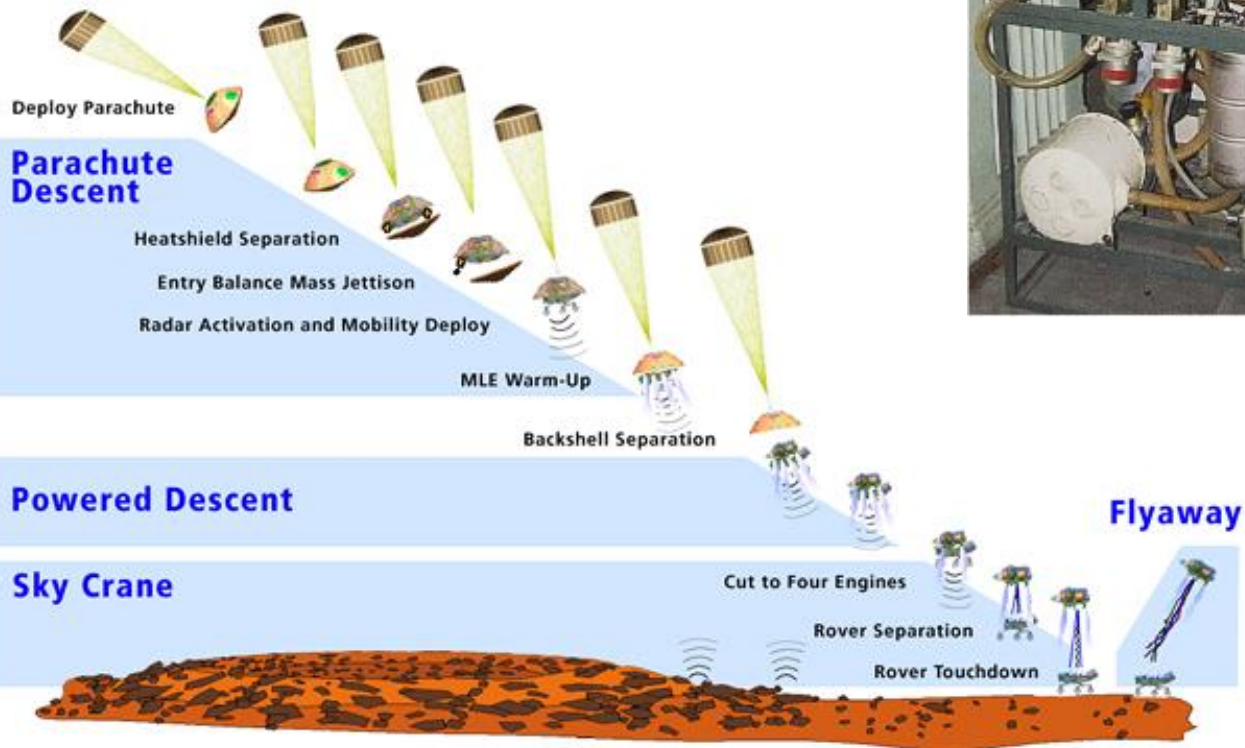 Deploy Parachute
Parachute
Descent
Heatshield Separation
Entry Balance Mass Jettison
Radar Activation and Mobility Deploy
MLE Warm-Up
Backshell Separation
Powered Descent
Flyaway
Sky Crane
Cut to Four Engines
Rover Separation
Rover Touchdown